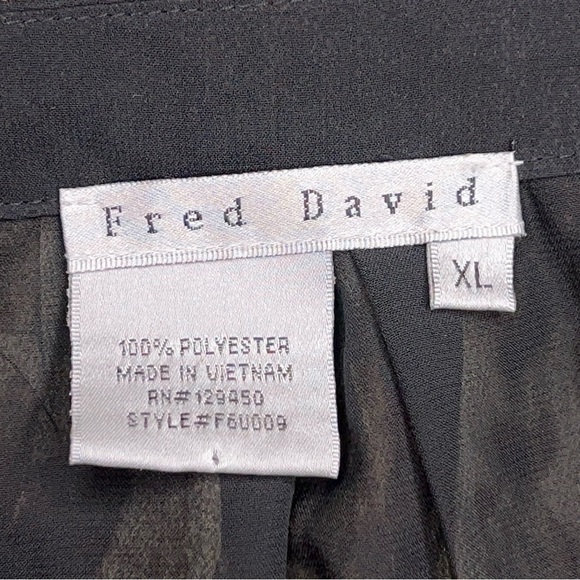 Fred David
XL
100% POLYESTER
MADE IN VIETNAM
RN# 129450
STYLE#F60009